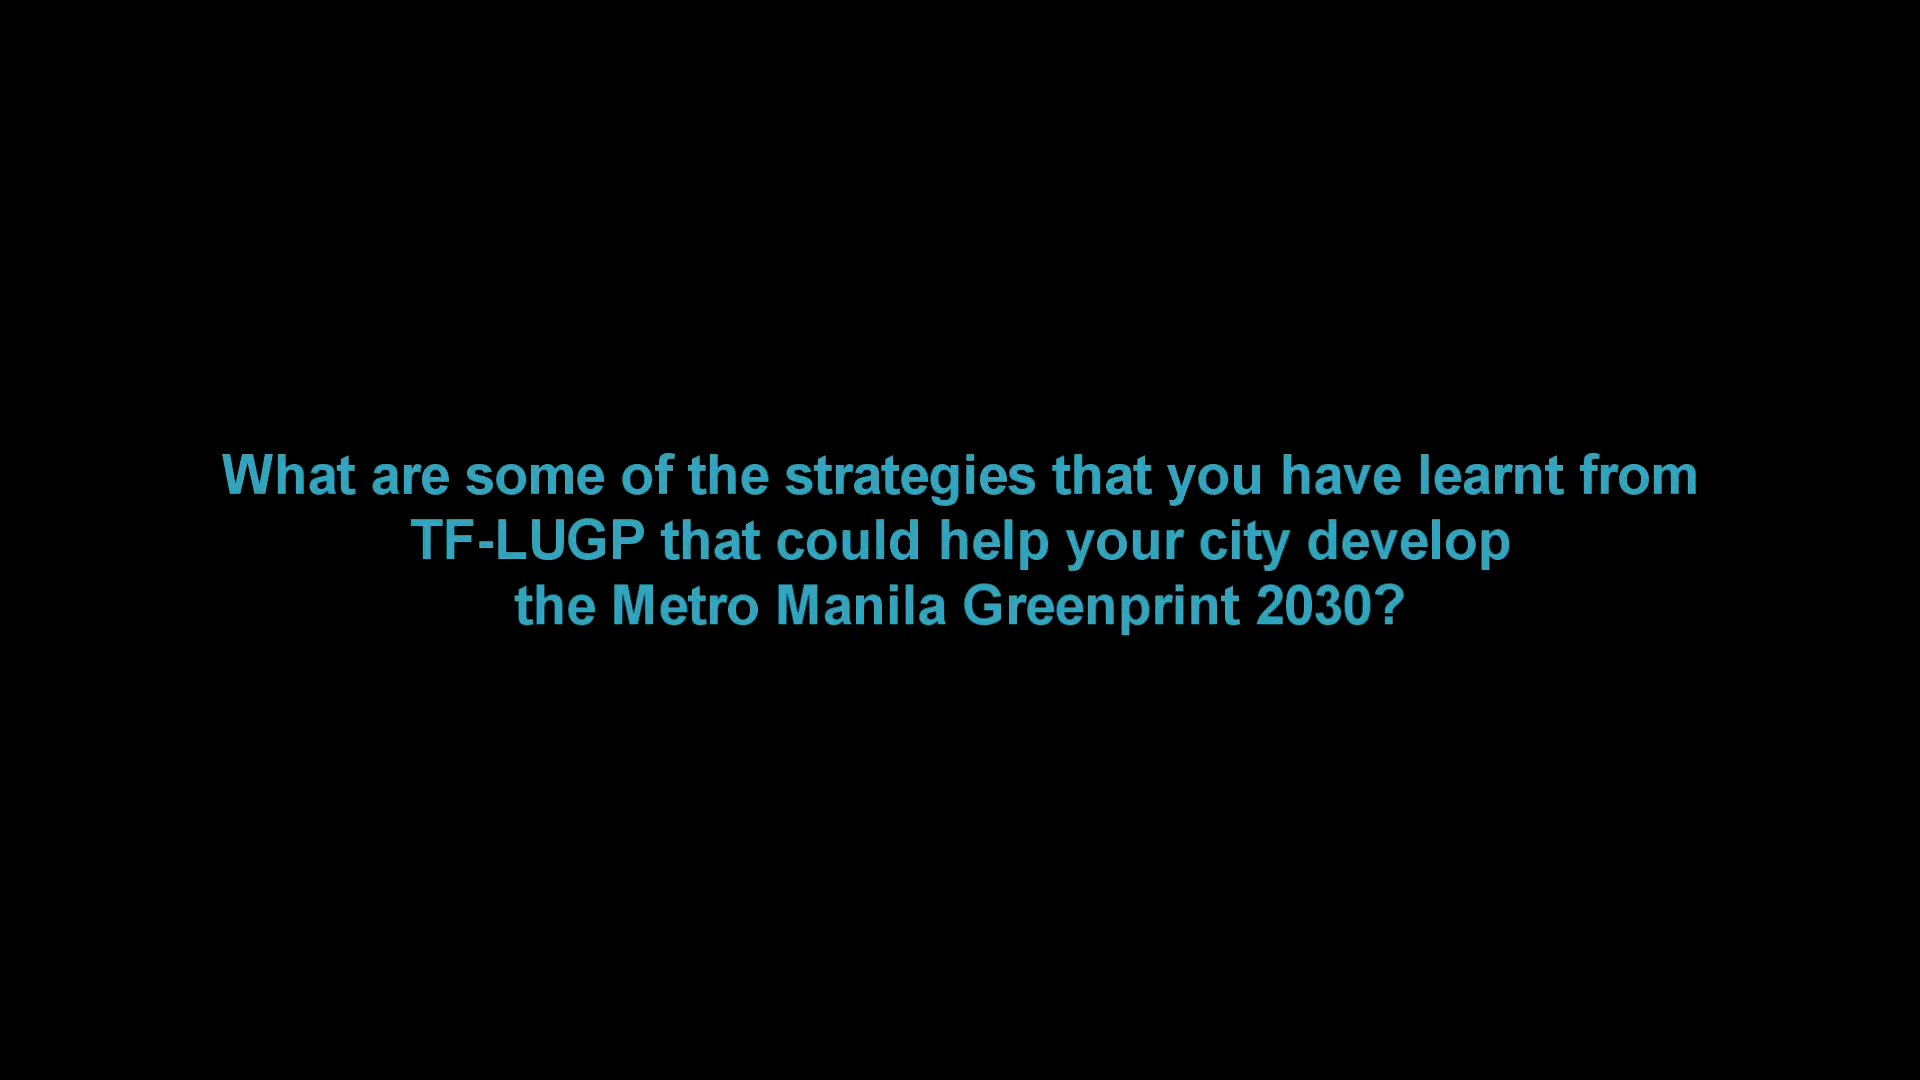 What are some of the strategies that you have learnt from
TF-LUGP that could help your city develop
the Metro Manila Greenprint 2030?